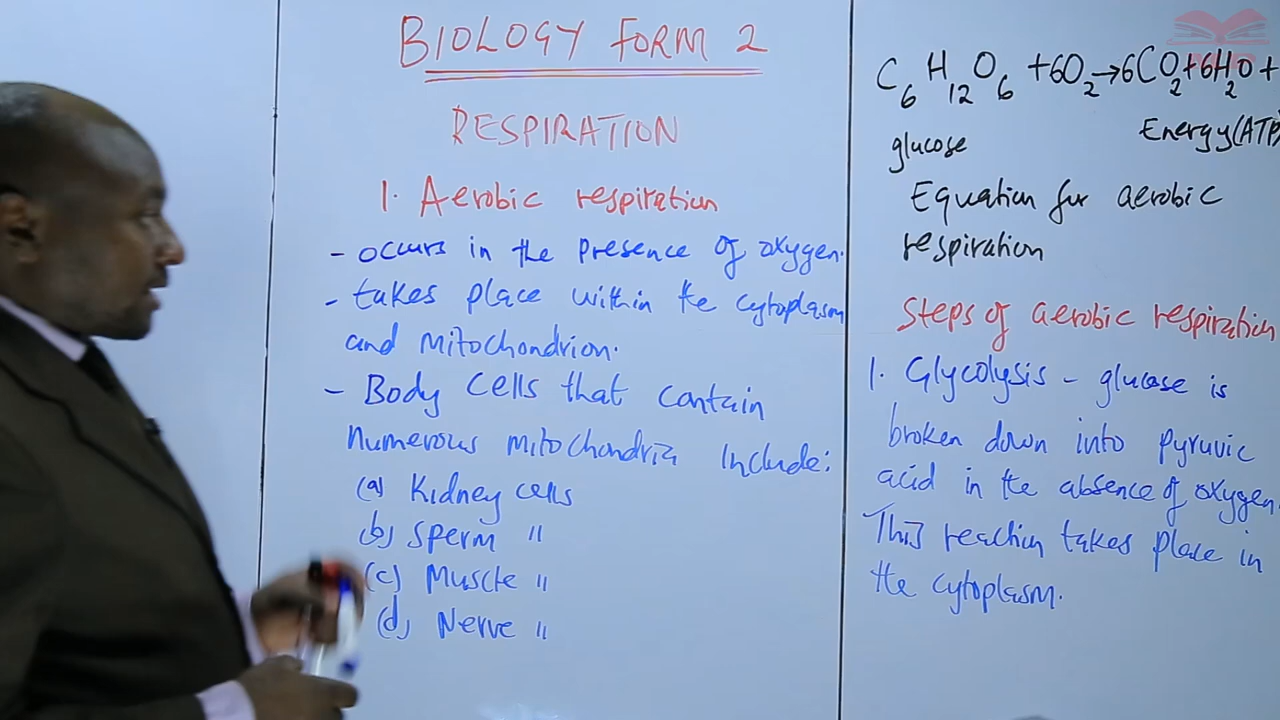 BIOLOGY FORM 2
RESPIRATION
1. Aerobic respiration
- occurs in the presence of oxygen.
- takes place within the cytoplasm
and mitochondrion.
- Body cells that contain
numerous mitochondria include:
(a) Kidney cells
(b) Sperm "
(c) Muscle "
(d) Nerve "
C₆H₁₂O₆ + 6O₂ → 6CO₂ + 6H₂O +
glucose Energy (ATP)
Equation for aerobic
respiration
Steps of aerobic respiration
1. Glycolysis - glucose is
broken down into pyruvic
acid in the absence of oxygen.
This reaction takes place in
the cytoplasm.